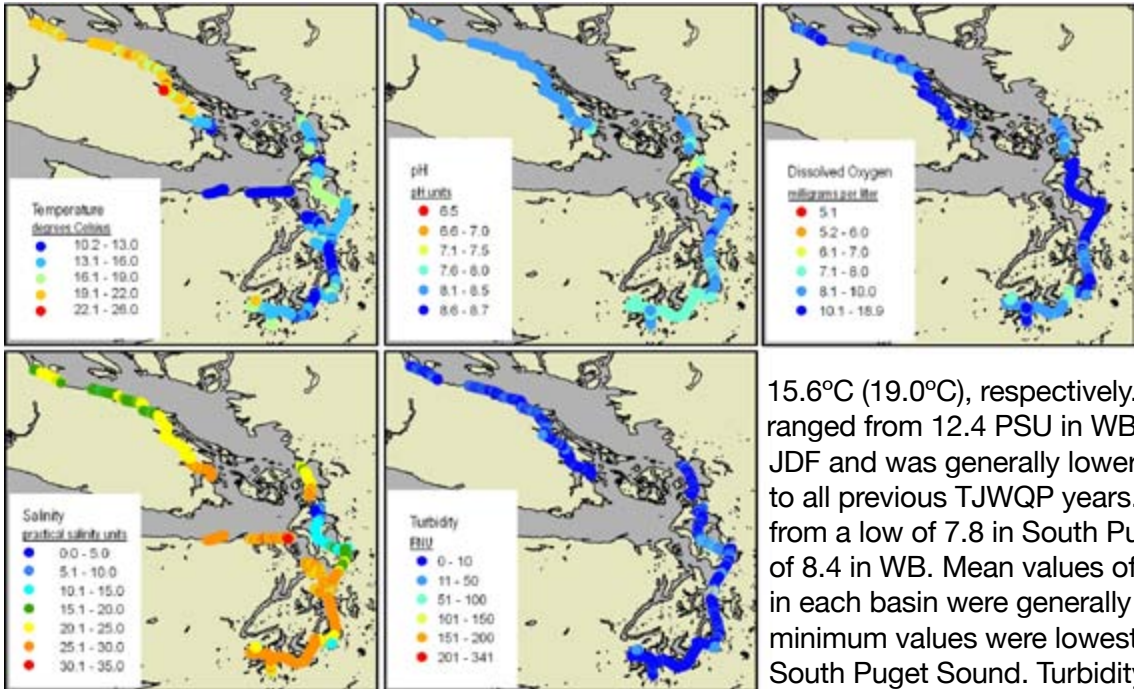 Temperature
degrees Celsius
10.2 - 13.0
13.1 - 16.0
16.1 - 19.0
19.1 - 22.0
22.1 - 26.0
pH
pH units
6.5
6.6 - 7.0
7.1 - 7.5
7.6 - 8.0
8.1 - 8.5
8.6 - 8.7
Dissolved Oxygen
milligrams per liter
5.1
5.2 - 6.0
6.1 - 7.0
7.1 - 8.0
8.1 - 10.0
10.1 - 18.9
Salinity
practical salinity units
0.0 - 5.0
5.1 - 10.0
10.1 - 15.0
15.1 - 20.0
20.1 - 25.0
25.1 - 30.0
30.1 - 35.0
Turbidity
FNU
0 - 10
11 - 50
51 - 100
101 - 150
151 - 200
201 - 341
15.6ºC (19.0ºC), respectively.
ranged from 12.4 PSU in WB
JDF and was generally lower
to all previous TJWQP years.
from a low of 7.8 in South Pu
of 8.4 in WB. Mean values of
in each basin were generally
minimum values were lowest
South Puget Sound. Turbidity